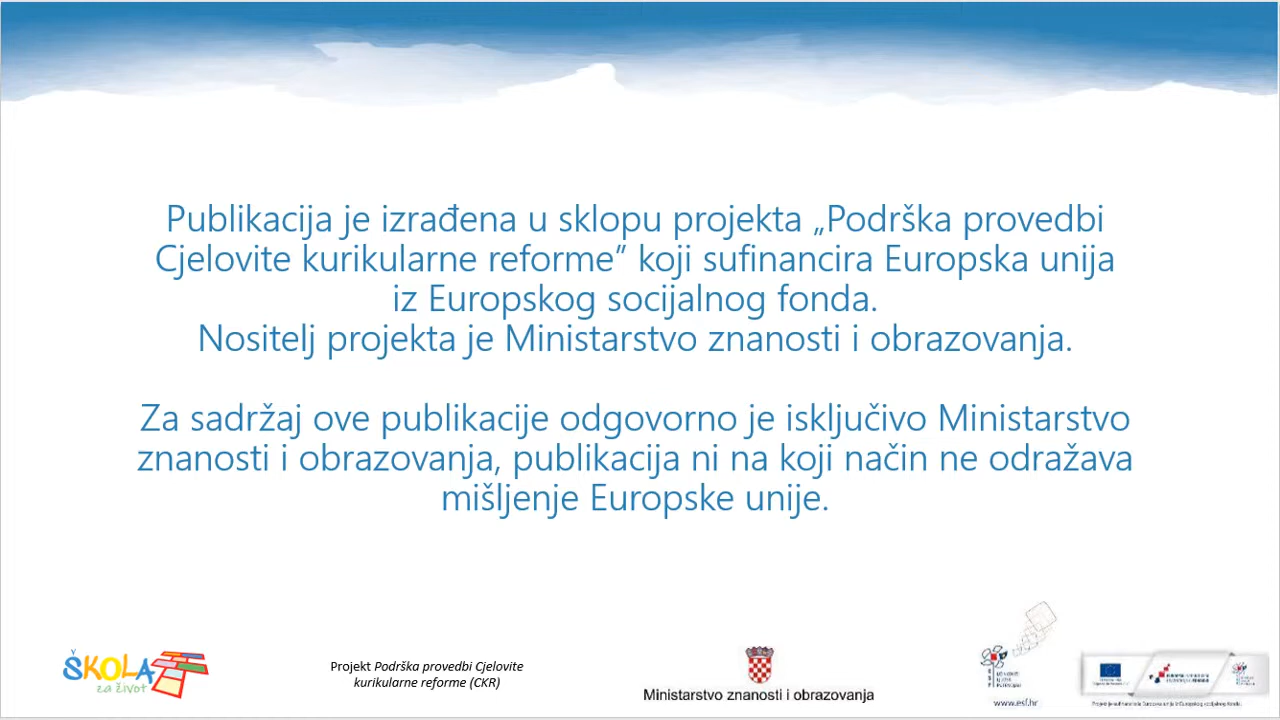 Publikacija je izrađena u sklopu projekta „Podrška provedbi
Cjelovite kurikularne reforme” koji sufinancira Europska unija
iz Europskog socijalnog fonda.
Nositelj projekta je Ministarstvo znanosti i obrazovanja.
Za sadržaj ove publikacije odgovorno je isključivo Ministarstvo
znanosti i obrazovanja, publikacija ni na koji način ne odražava
mišljenje Europske unije.
ŠKOLA
za život
Projekt Podrška provedbi Cjelovite
kurikularne reforme (CKR)
Ministarstvo znanosti i obrazovanja
www.esf.hr